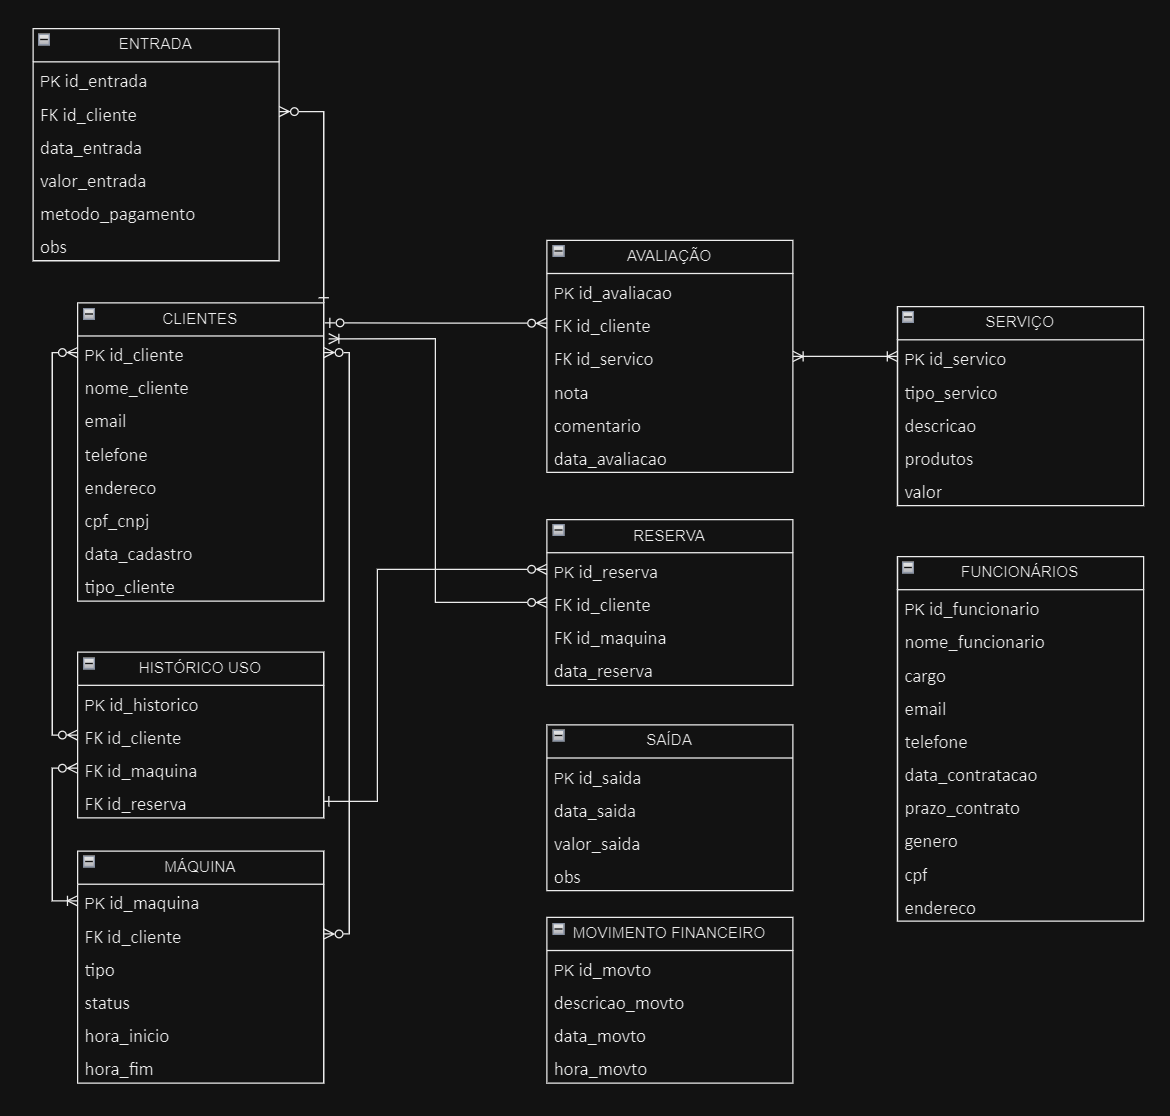 ENTRADA
PK id_entrada
FK id_cliente
data_entrada
valor_entrada
metodo_pagamento
obs
CLIENTES
PK id_cliente
nome_cliente
email
telefone
endereco
cpf_cnpj
data_cadastro
tipo_cliente
HISTÓRICO USO
PK id_historico
FK id_cliente
FK id_maquina
FK id_reserva
MÁQUINA
PK id_maquina
FK id_cliente
tipo
status
hora_inicio
hora_fim
AVALIAÇÃO
PK id_avaliacao
FK id_cliente
FK id_servico
nota
comentario
data_avaliacao
RESERVA
PK id_reserva
FK id_cliente
FK id_maquina
data_reserva
SAÍDA
PK id_saida
data_saida
valor_saida
obs
MOVIMENTO FINANCEIRO
PK id_movto
descricao_movto
data_movto
hora_movto
SERVIÇO
PK id_servico
tipo_servico
descricao
produtos
valor
FUNCIONÁRIOS
PK id_funcionario
nome_funcionario
cargo
email
telefone
data_contratacao
prazo_contrato
genero
cpf
endereco